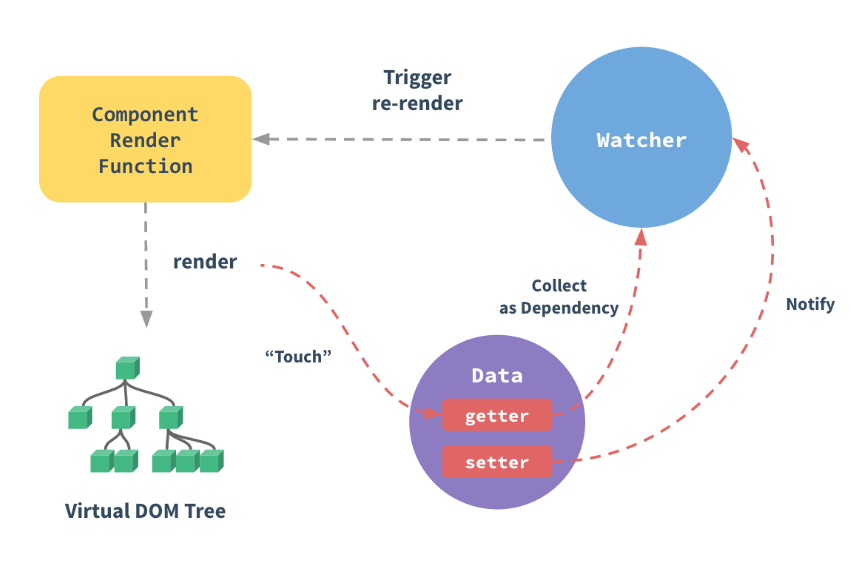 Trigger
re-render
Component
Render
Function
Watcher
render
Collect
as Dependency
Notify
“Touch”
Data
getter
setter
Virtual DOM Tree